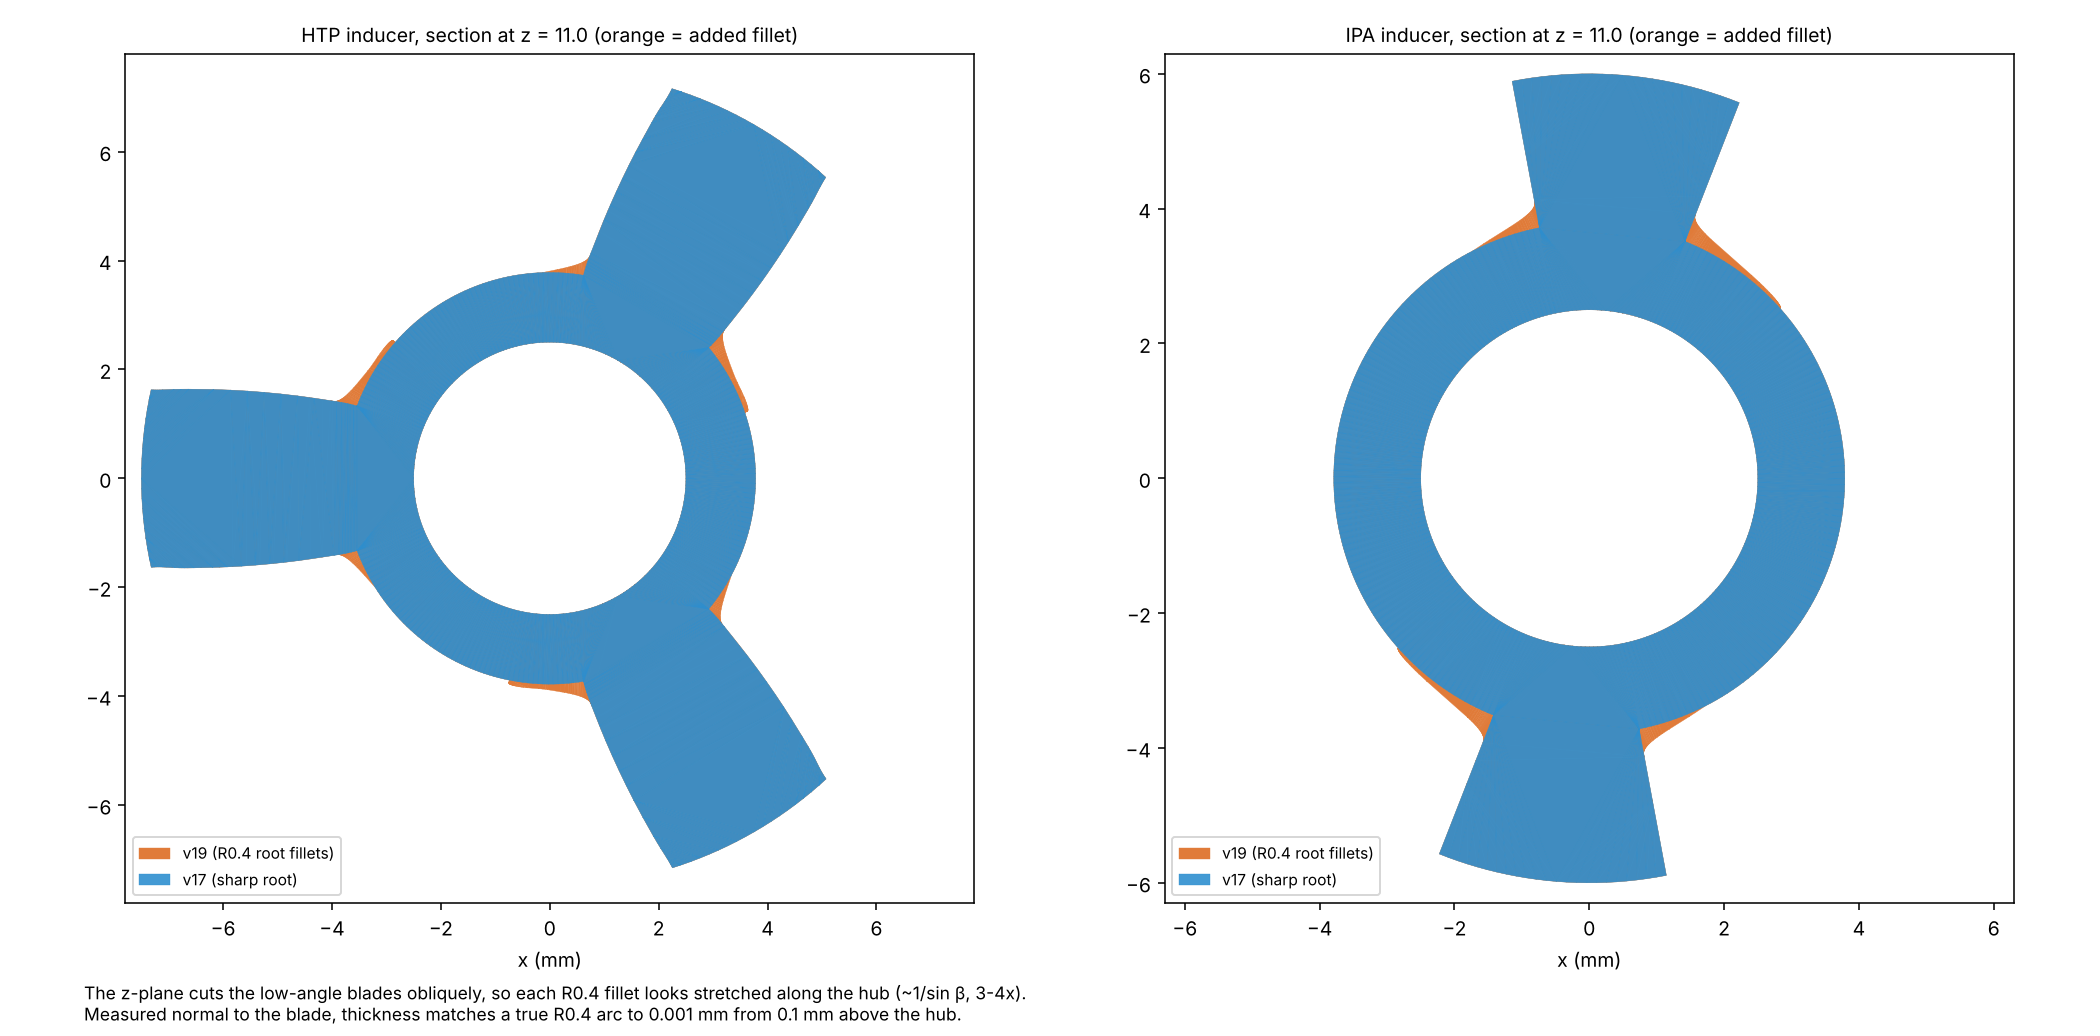 HTP inducer, section at z = 11.0 (orange = added fillet)
6
4
2
0
−2
−4
−6
v19 (R0.4 root fillets)
v17 (sharp root)
−6 −4 −2 0 2 4 6
x (mm)
IPA inducer, section at z = 11.0 (orange = added fillet)
6
4
2
0
−2
−4
−6
v19 (R0.4 root fillets)
v17 (sharp root)
−6 −4 −2 0 2 4 6
x (mm)
The z-plane cuts the low-angle blades obliquely, so each R0.4 fillet looks stretched along the hub (~1/sin β, 3-4x).
Measured normal to the blade, thickness matches a true R0.4 arc to 0.001 mm from 0.1 mm above the hub.